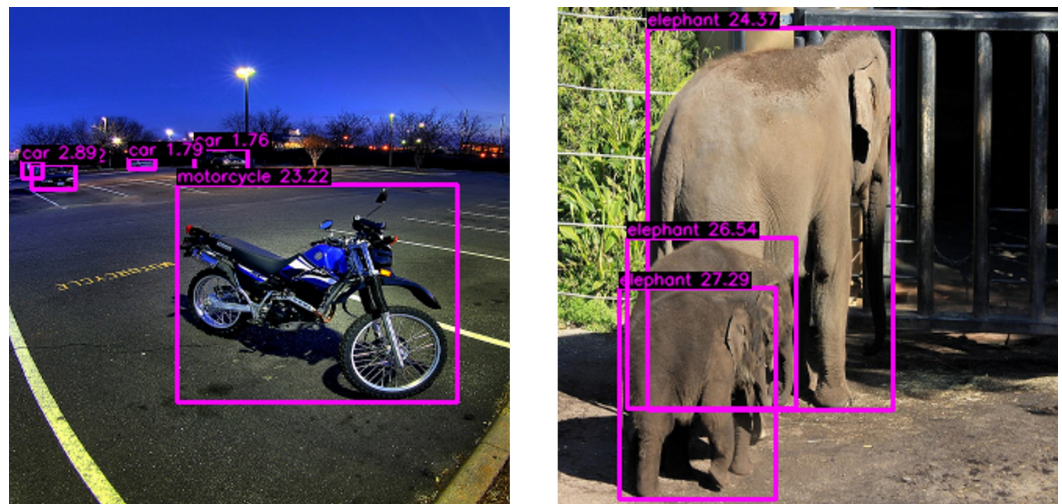 car 2.89
car 1.79
car 1.76
motorcycle 23.22
MOTORCYCLE
elephant 24.37
elephant 26.54
elephant 27.29